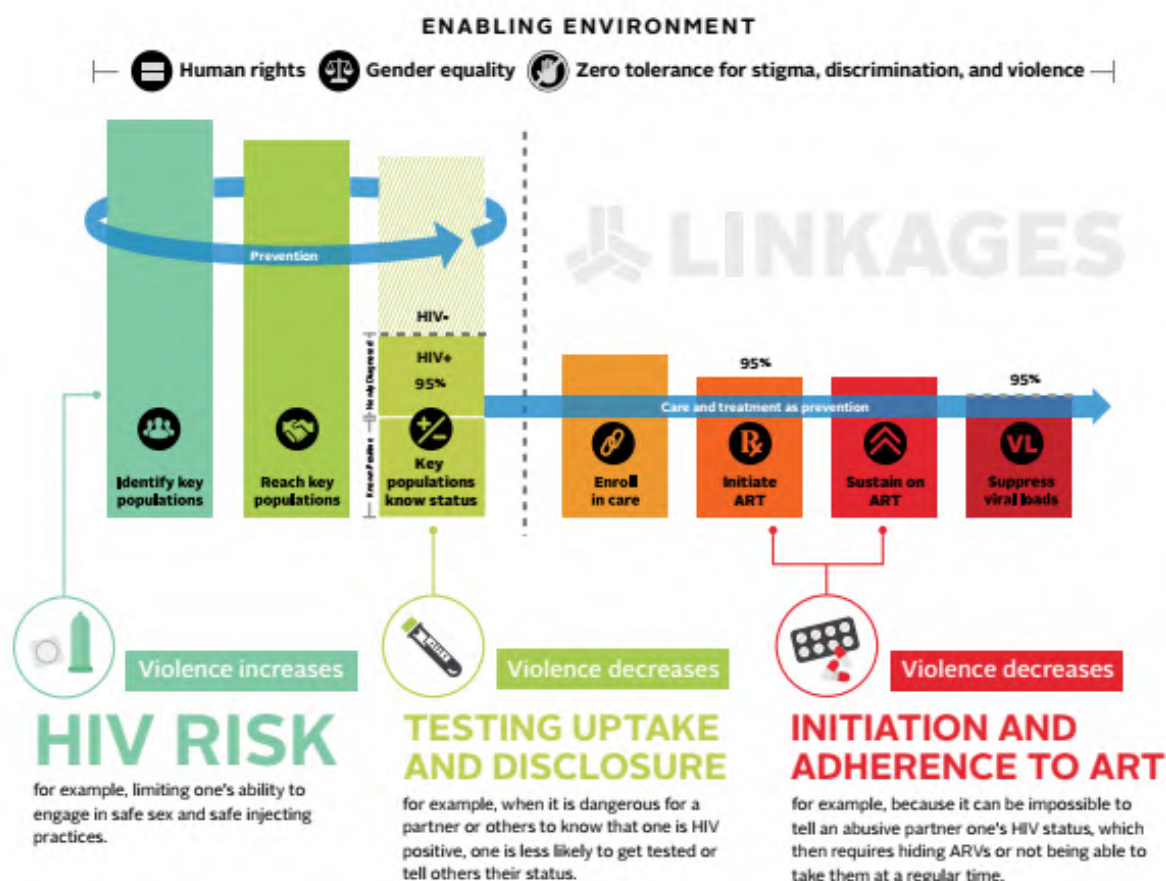 ENABLING ENVIRONMENT
Human rights
Gender equality
Zero tolerance for stigma, discrimination, and violence
LINKAGES
Prevention
HIV-
Newly Diagnosed
HIV+
95%
95%
95%
Care and treatment as prevention
Known Positive
VL
Identify key
populations
Reach key
populations
Key
populations
know status
Enroll
in care
Initiate
ART
Sustain on
ART
Suppress
viral loads
Violence increases
HIV RISK
for example, limiting one's ability to
engage in safe sex and safe injecting
practices.
Violence decreases
TESTING UPTAKE
AND DISCLOSURE
for example, when it is dangerous for a
partner or others to know that one is HIV
positive, one is less likely to get tested or
tell others their status.
Violence decreases
INITIATION AND
ADHERENCE TO ART
for example, because it can be impossible to
tell an abusive partner one's HIV status, which
then requires hiding ARVs or not being able to
take them at a regular time.